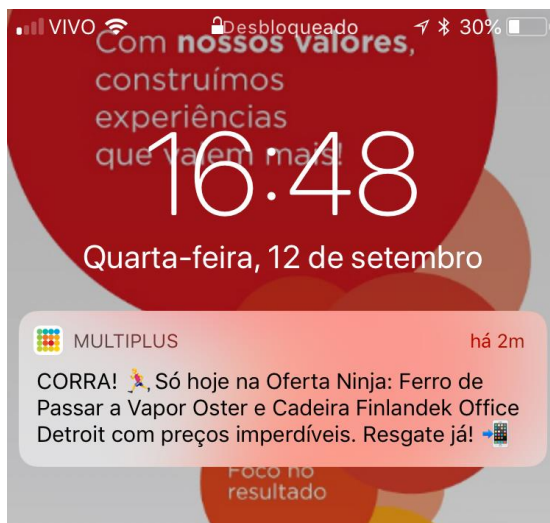 VIVO Desbloqueado 30%
Com nossos valores,
construímos
experiências
que valem mais!
16:48
Quarta-feira, 12 de setembro
MULTIPLUS há 2m
CORRA! 🏃 Só hoje na Oferta Ninja: Ferro de
Passar a Vapor Oster e Cadeira Finlandek Office
Detroit com preços imperdíveis. Resgate já! 📲
Foco no
resultado